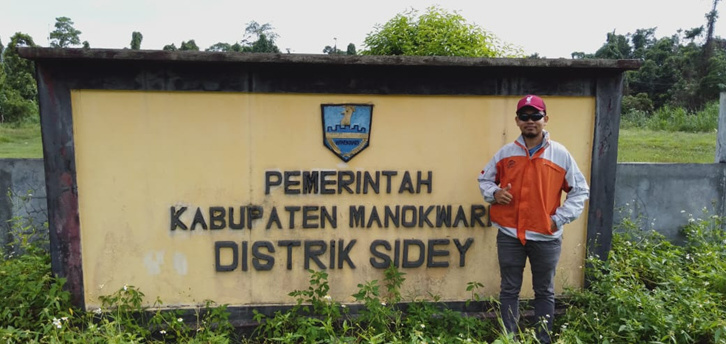 PEMERINTAH
KABUPATEN MANOKWARI
DISTRIK SIDEY